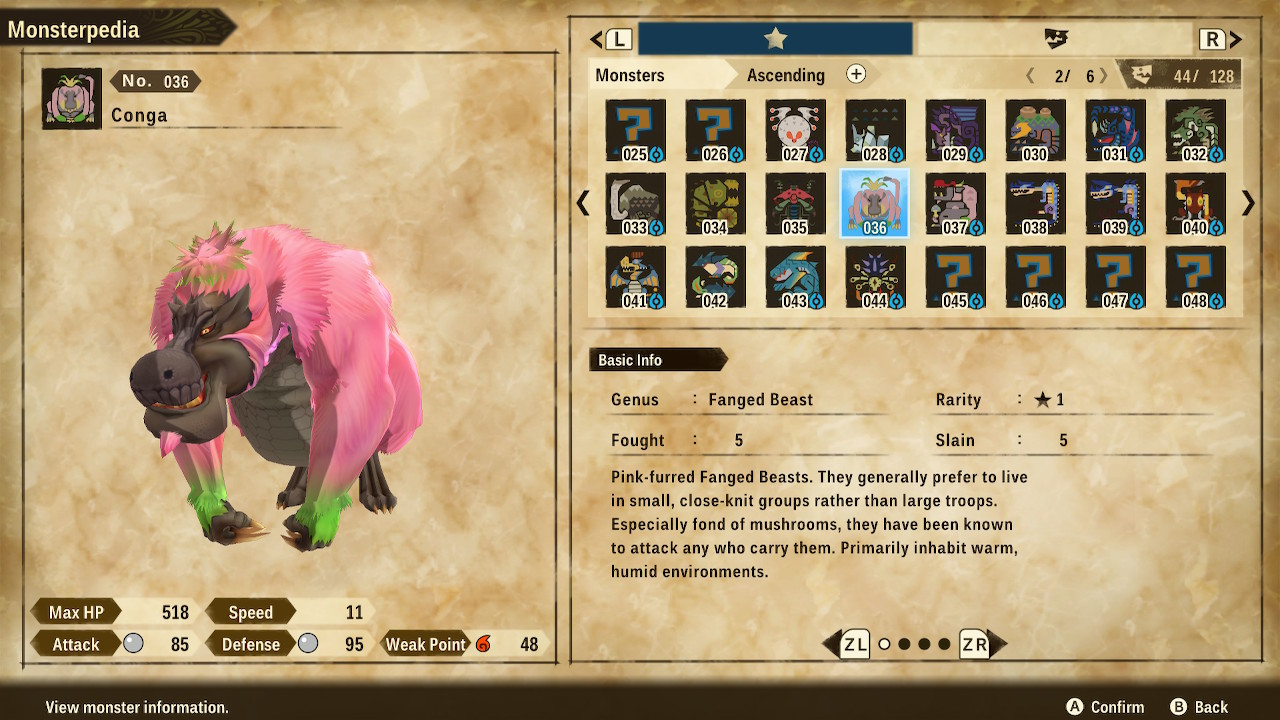 Monsterpedia
No. 036
Conga
L
R
Monsters
Ascending
2/ 6
44/ 128
025 026 027 028 029 030 031 032
033 034 035 036 037 038 039 040
041 042 043 044 045 046 047 048
Basic Info
Genus : Fanged Beast
Rarity : ★ 1
Fought : 5
Slain : 5
Pink-furred Fanged Beasts. They generally prefer to live
in small, close-knit groups rather than large troops.
Especially fond of mushrooms, they have been known
to attack any who carry them. Primarily inhabit warm,
humid environments.
Max HP 518
Speed 11
Attack 85
Defense 95
Weak Point 48
ZL
ZR
View monster information.
A Confirm
B Back